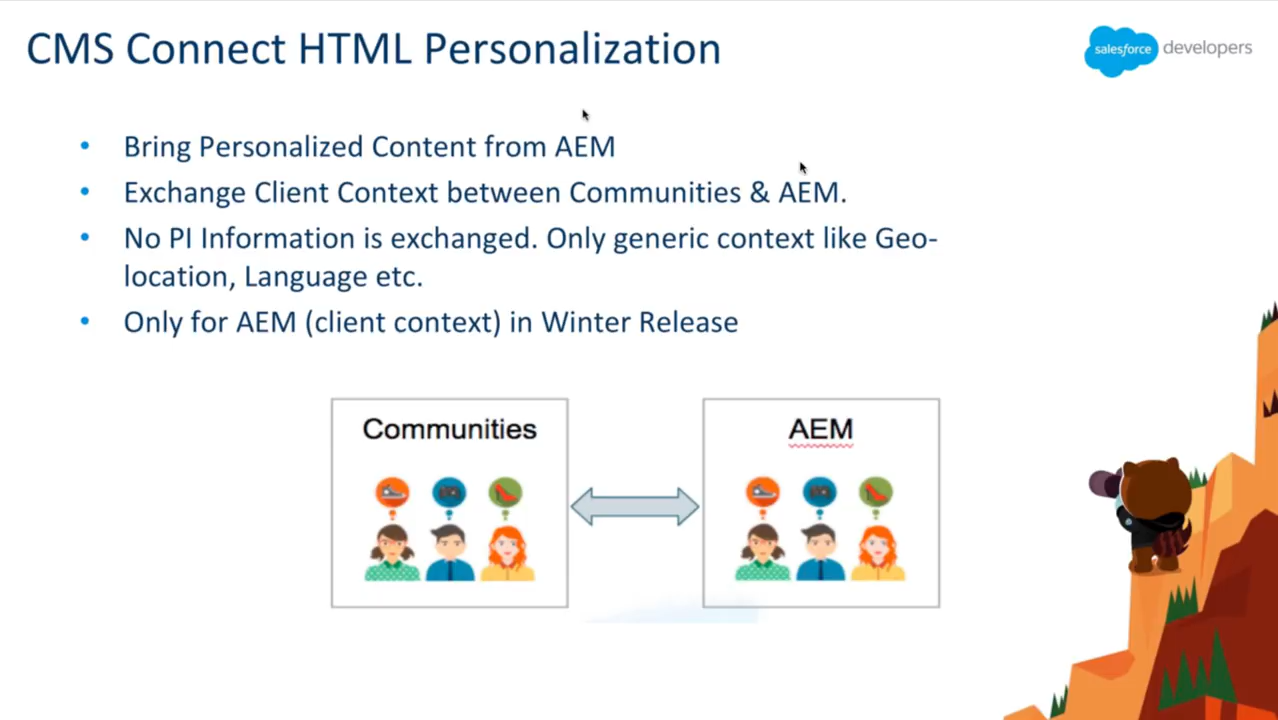 CMS Connect HTML Personalization
salesforce developers
• Bring Personalized Content from AEM
• Exchange Client Context between Communities & AEM.
• No PI Information is exchanged. Only generic context like Geo-
location, Language etc.
• Only for AEM (client context) in Winter Release
Communities
AEM